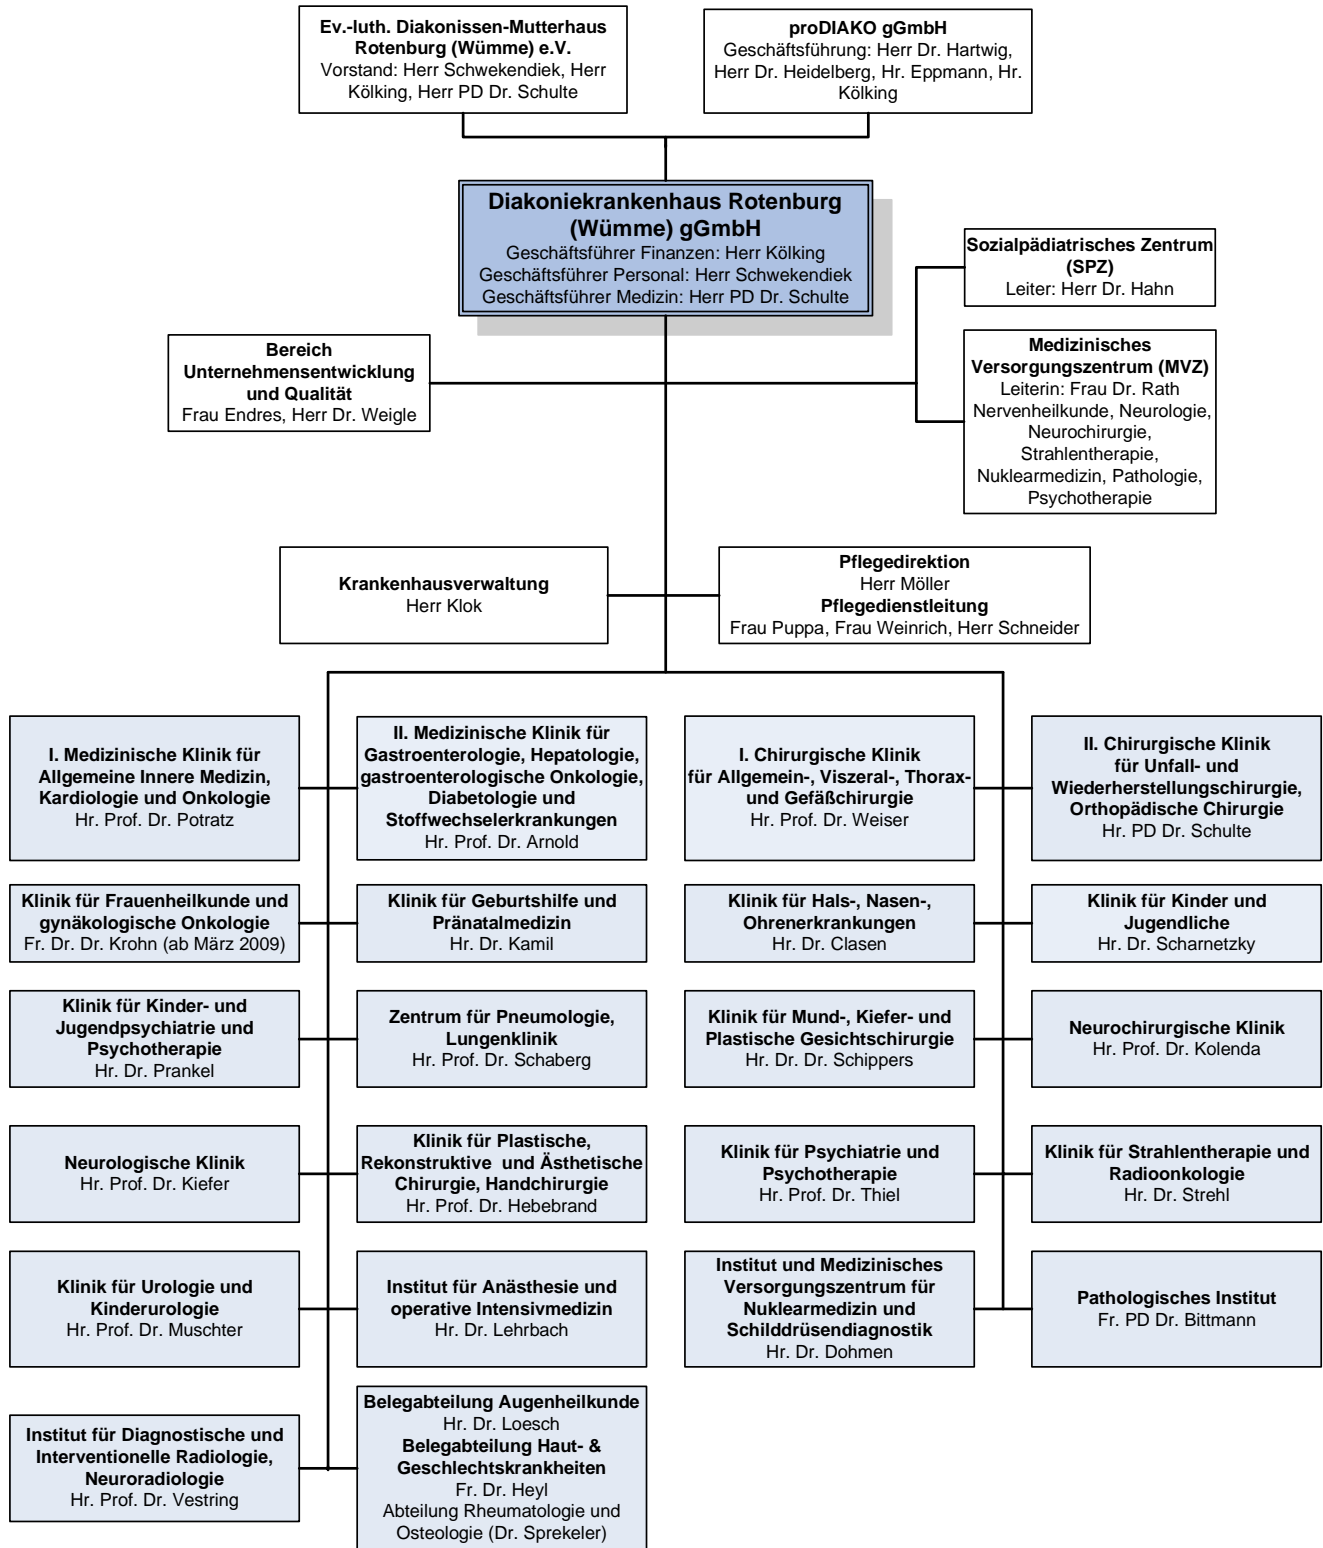 Ev.-luth. Diakonissen-Mutterhaus
Rotenburg (Wümme) e.V.
Vorstand: Herr Schwekendiek, Herr
Kölking, Herr PD Dr. Schulte
proDIAKO gGmbH
Geschäftsführung: Herr Dr. Hartwig,
Herr Dr. Heidelberg, Hr. Eppmann, Hr.
Kölking
Diakoniekrankenhaus Rotenburg
(Wümme) gGmbH
Geschäftsführer Finanzen: Herr Kölking
Geschäftsführer Personal: Herr Schwekendiek
Geschäftsführer Medizin: Herr PD Dr. Schulte
Sozialpädiatrisches Zentrum
(SPZ)
Leiter: Herr Dr. Hahn
Bereich
Unternehmensentwicklung
und Qualität
Frau Endres, Herr Dr. Weigle
Medizinisches
Versorgungszentrum (MVZ)
Leiterin: Frau Dr. Rath
Nervenheilkunde, Neurologie,
Neurochirurgie,
Strahlentherapie,
Nuklearmedizin, Pathologie,
Psychotherapie
Krankenhausverwaltung
Herr Klok
Pflegedirektion
Herr Möller
Pflegedienstleitung
Frau Puppa, Frau Weinrich, Herr Schneider
I. Medizinische Klinik für
Allgemeine Innere Medizin,
Kardiologie und Onkologie
Hr. Prof. Dr. Potratz
II. Medizinische Klinik für
Gastroenterologie, Hepatologie,
gastroenterologische Onkologie,
Diabetologie und
Stoffwechselerkrankungen
Hr. Prof. Dr. Arnold
I. Chirurgische Klinik
für Allgemein-, Viszeral-, Thorax-
und Gefäßchirurgie
Hr. Prof. Dr. Weiser
II. Chirurgische Klinik
für Unfall- und
Wiederherstellungschirurgie,
Orthopädische Chirurgie
Hr. PD Dr. Schulte
Klinik für Frauenheilkunde und
gynäkologische Onkologie
Fr. Dr. Dr. Krohn (ab März 2009)
Klinik für Geburtshilfe und
Pränatalmedizin
Hr. Dr. Kamil
Klinik für Hals-, Nasen-,
Ohrenerkrankungen
Hr. Dr. Clasen
Klinik für Kinder und
Jugendliche
Hr. Dr. Scharnetzky
Klinik für Kinder- und
Jugendpsychiatrie und
Psychotherapie
Hr. Dr. Prankel
Zentrum für Pneumologie,
Lungenklinik
Hr. Prof. Dr. Schaberg
Klinik für Mund-, Kiefer- und
Plastische Gesichtschirurgie
Hr. Dr. Dr. Schippers
Neurochirurgische Klinik
Hr. Prof. Dr. Kolenda
Neurologische Klinik
Hr. Prof. Dr. Kiefer
Klinik für Plastische,
Rekonstruktive und Ästhetische
Chirurgie, Handchirurgie
Hr. Prof. Dr. Hebebrand
Klinik für Psychiatrie und
Psychotherapie
Hr. Prof. Dr. Thiel
Klinik für Strahlentherapie und
Radioonkologie
Hr. Dr. Strehl
Klinik für Urologie und
Kinderurologie
Hr. Prof. Dr. Muschter
Institut für Anästhesie und
operative Intensivmedizin
Hr. Dr. Lehrbach
Institut und Medizinisches
Versorgungszentrum für
Nuklearmedizin und
Schilddrüsendiagnostik
Hr. Dr. Dohmen
Pathologisches Institut
Fr. PD Dr. Bittmann
Institut für Diagnostische und
Interventionelle Radiologie,
Neuroradiologie
Hr. Prof. Dr. Vestring
Belegabteilung Augenheilkunde
Hr. Dr. Loesch
Belegabteilung Haut- &
Geschlechtskrankheiten
Fr. Dr. Heyl
Abteilung Rheumatologie und
Osteologie (Dr. Sprekeler)